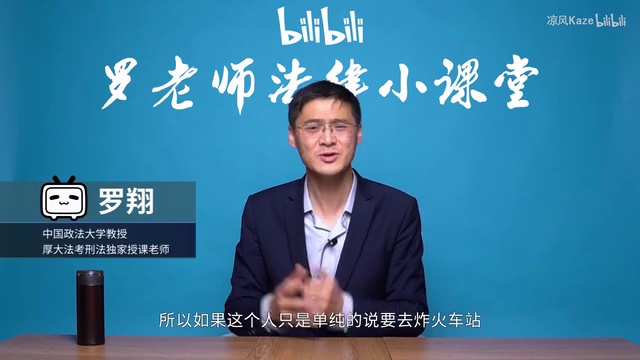 bilibili
凉风Kaze bilibili
罗老师法律小课堂
罗翔
中国政法大学教授
厚大法考刑法独家授课老师
所以如果这个人只是单纯的说要去炸火车站